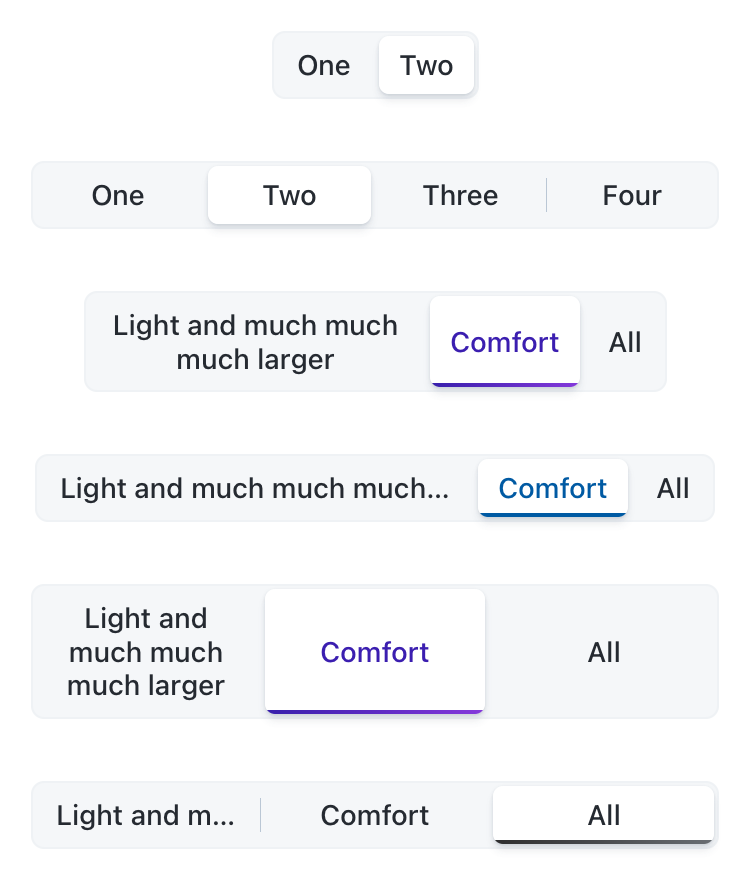 One Two
One Two Three Four
Light and much much
much larger
Comfort
All
Light and much much much... Comfort All
Light and
much much
much larger
Comfort
All
Light and m... Comfort All